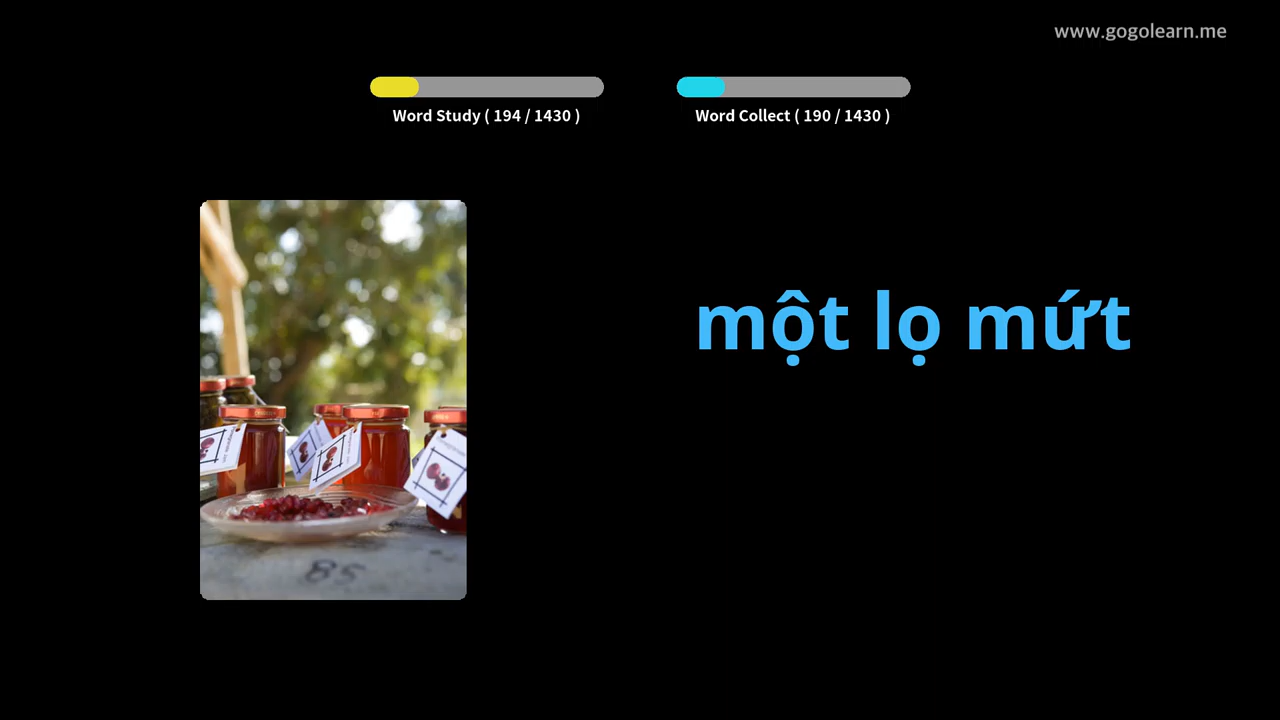 www.gogolearn.me
Word Study ( 194 / 1430 )
Word Collect ( 190 / 1430 )
một lọ mứt
85